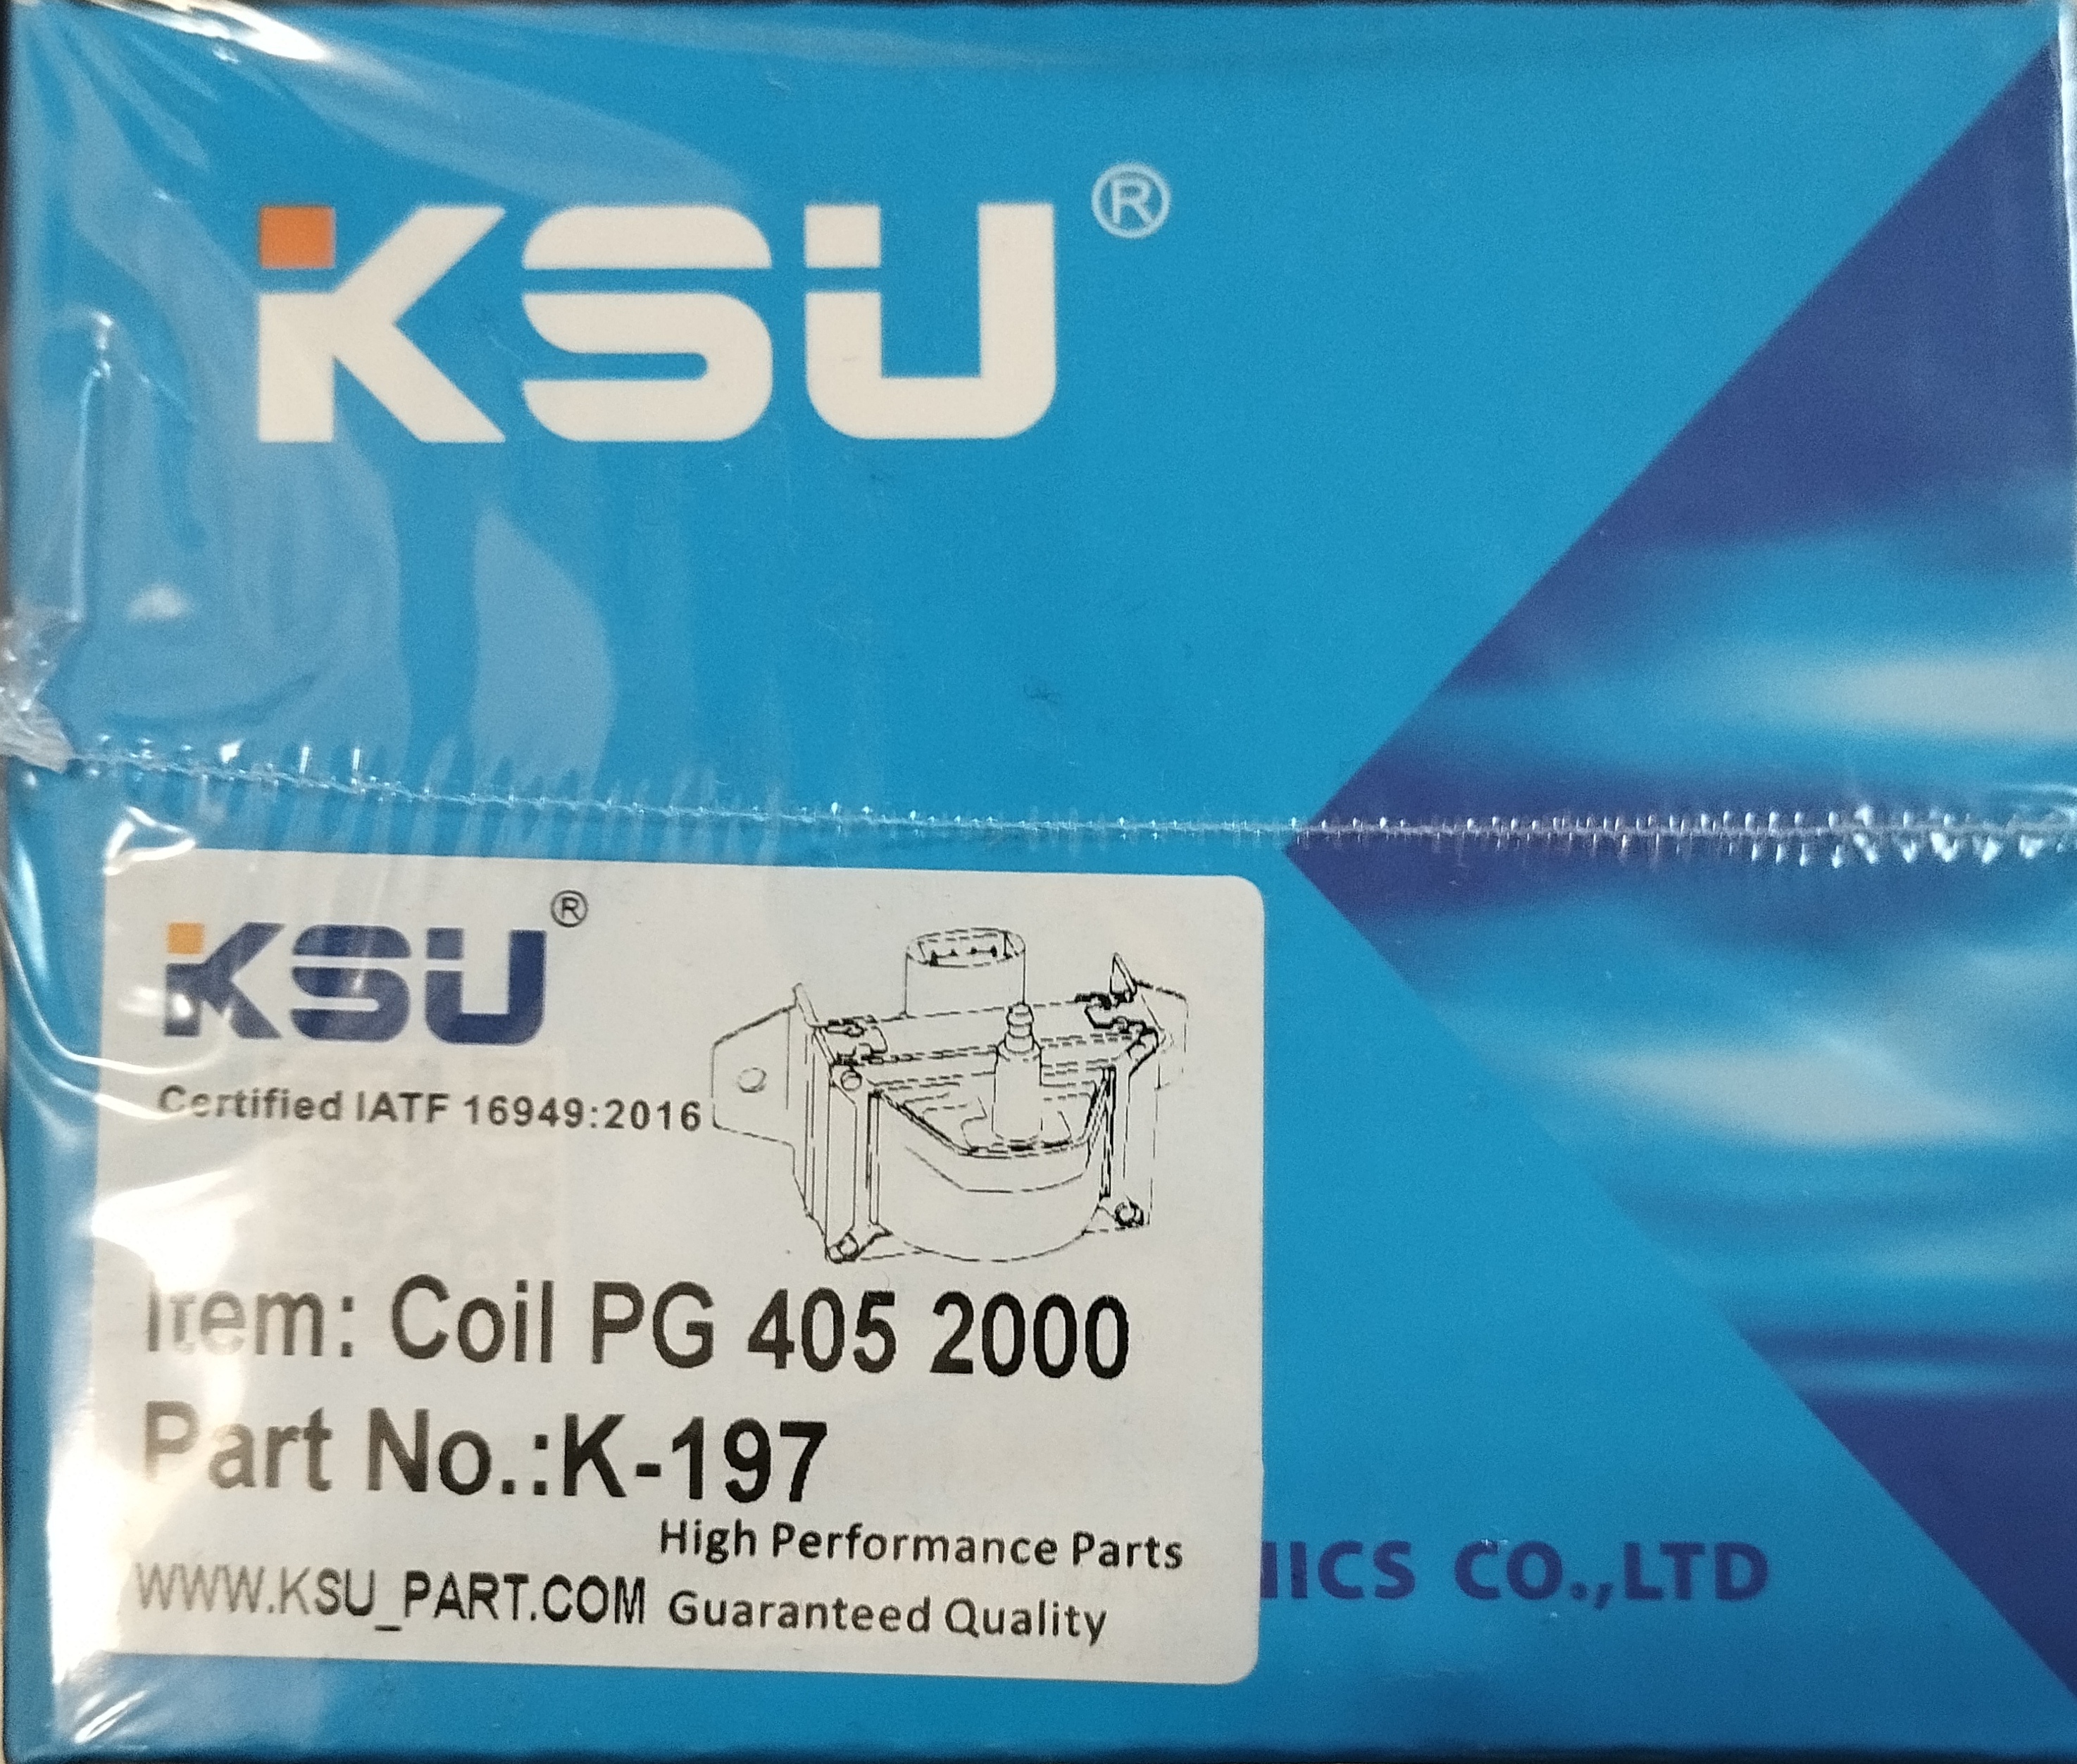 KSU®
KSU®
Certified IATF 16949:2016
Item: Coil PG 405 2000
Part No.:K-197
High Performance Parts
WWW.KSU_PART.COM Guaranteed Quality
NICS CO.,LTD